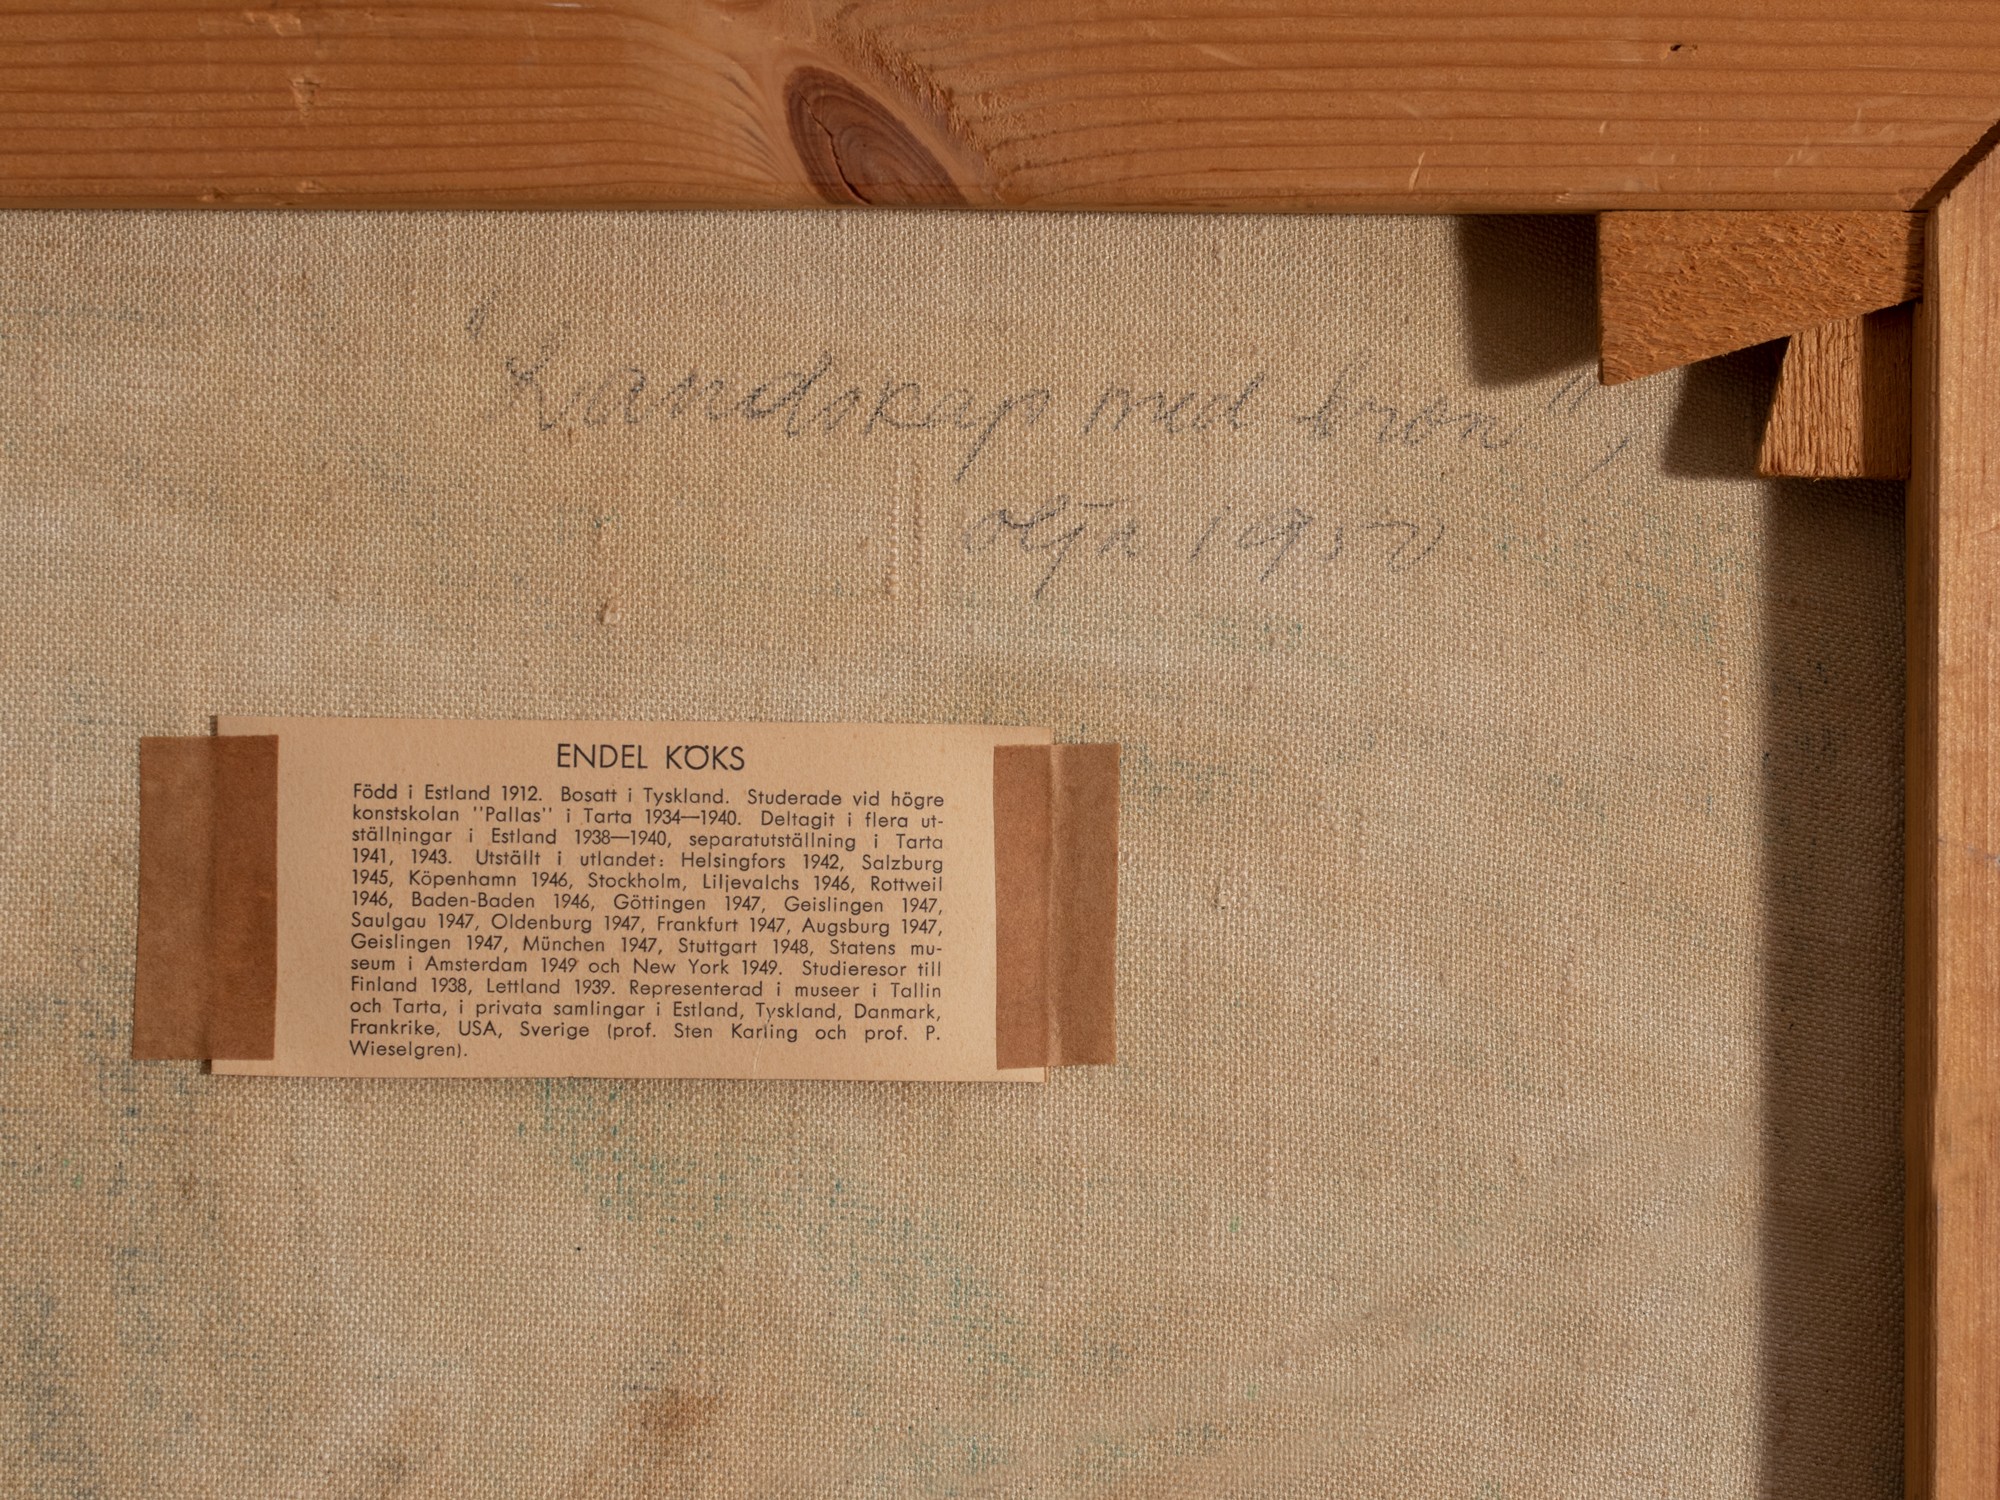 "Landskap med bron",
olja 1950
ENDEL KÖKS
Född i Estland 1912. Bosatt i Tyskland. Studerade vid högre
konstskolan ''Pallas'' i Tarta 1934—1940. Deltagit i flera ut-
ställningar i Estland 1938—1940, separatutställning i Tarta
1941, 1943. Utställt i utlandet: Helsingfors 1942, Salzburg
1945, Köpenhamn 1946, Stockholm, Liljevalchs 1946, Rottweil
1946, Baden-Baden 1946, Göttingen 1947, Geislingen 1947,
Saulgau 1947, Oldenburg 1947, Frankfurt 1947, Augsburg 1947,
Geislingen 1947, München 1947, Stuttgart 1948, Statens mu-
seum i Amsterdam 1949 och New York 1949. Studieresor till
Finland 1938, Lettland 1939. Representerad i museer i Tallin
och Tarta, i privata samlingar i Estland, Tyskland, Danmark,
Frankrike, USA, Sverige (prof. Sten Karling och prof. P.
Wieselgren).